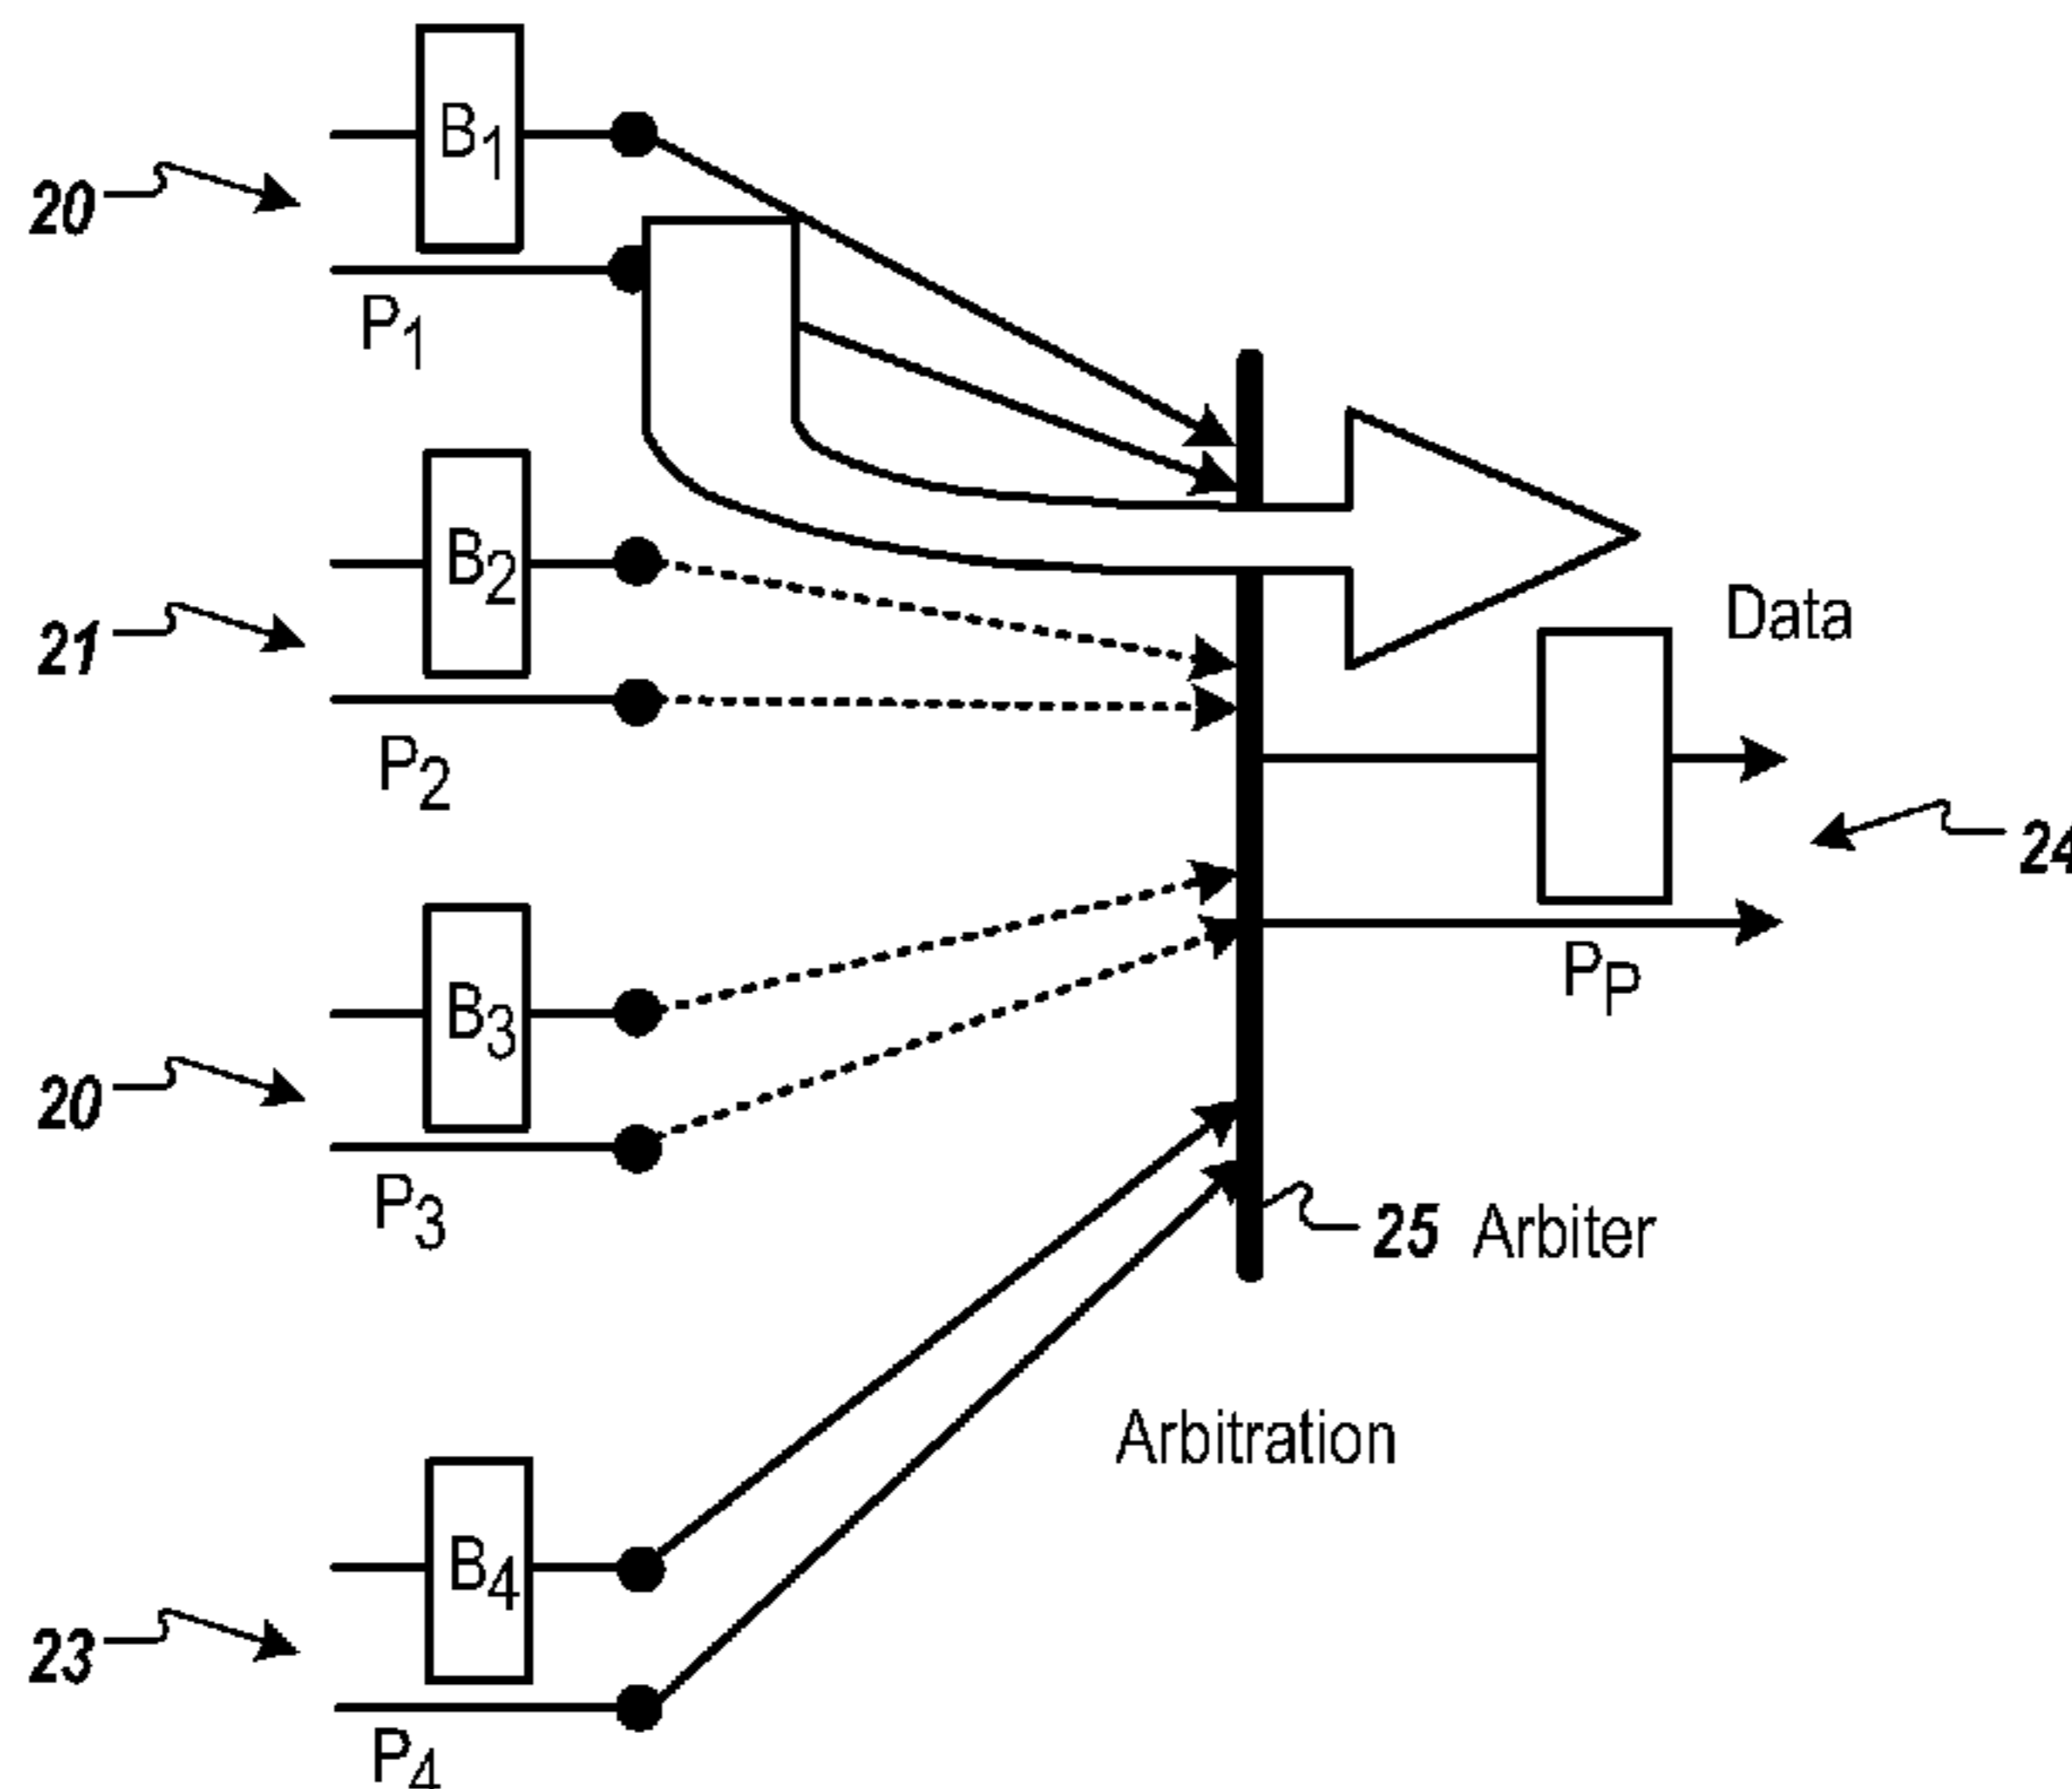 B1
20
P1
B2
21
P2
Data
24
PP
B3
20
P3
25 Arbiter
Arbitration
B4
23
P4